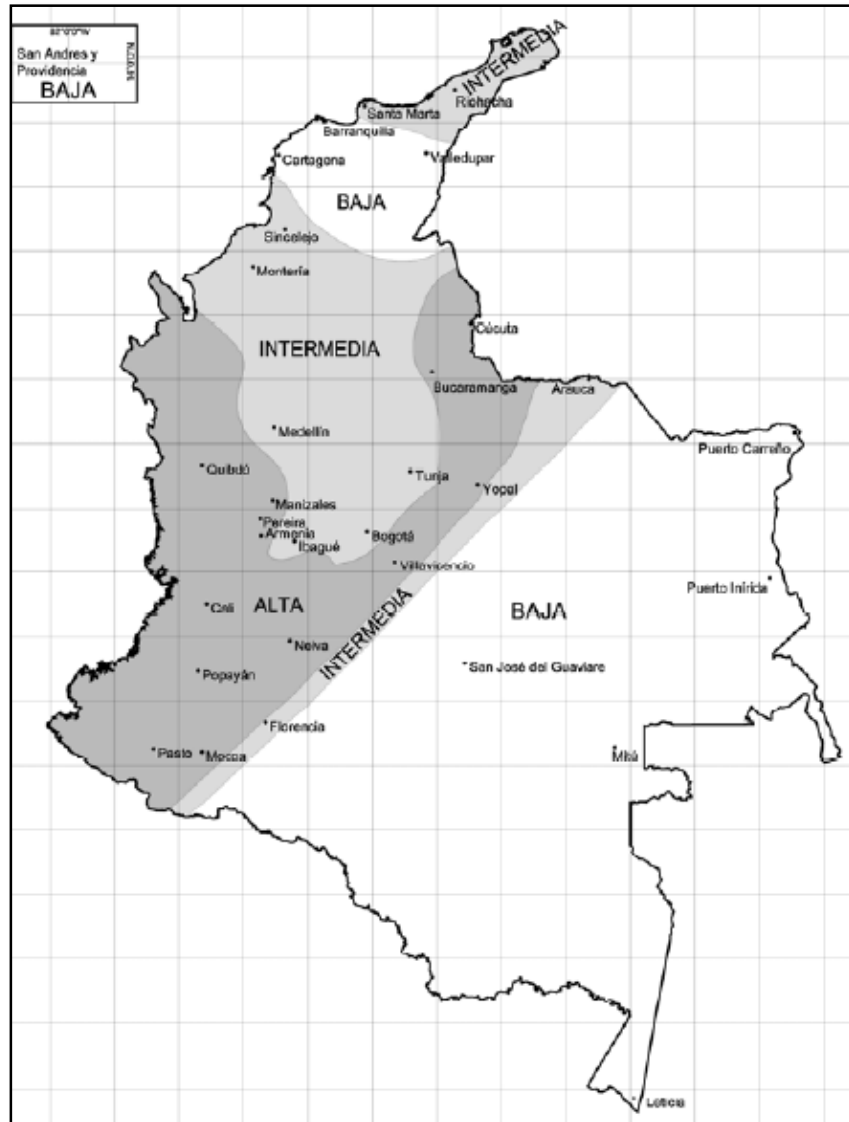 San Andres y
Providencia
BAJA
INTERMEDIA
Riohacha
Santa Marta
Barranquilla
Cartagena
Valledupar
BAJA
Sincelejo
Montería
Cúcuta
INTERMEDIA
Bucaramanga
Arauca
Medellín
Puerto Carreño
Quibdó
Tunja
Yopal
Manizales
Pereira
Armenia
Ibagué
Bogotá
Villavicencio
Puerto Inírida
ALTA
Cali
INTERMEDIA
BAJA
Neiva
San José del Guaviare
Popayán
Florencia
Pasto
Mocoa
Mitú
Leticia